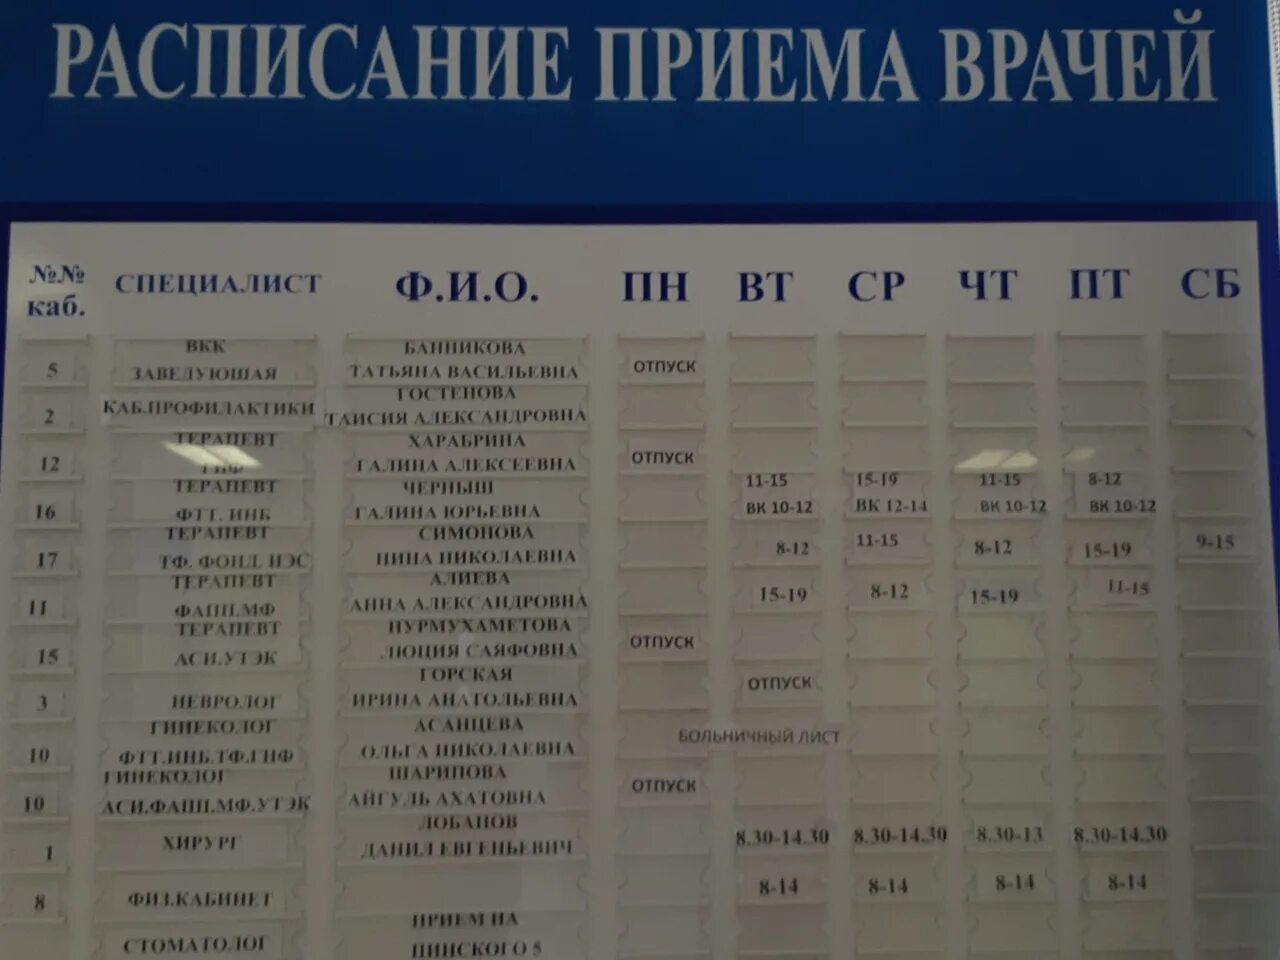 РАСПИСАНИЕ ПРИЕМА ВРАЧЕЙ
№№ каб. СПЕЦИАЛИСТ Ф.И.О. ПН ВТ СР ЧТ ПТ СБ
ВКК БАННИКОВА
5 ЗАВЕДУЮЩАЯ ТАТЬЯНА ВАСИЛЬЕВНА ОТПУСК
ГОСТЕНОВА
2 КАБ.ПРОФИЛАКТИКИ ТАИСИЯ АЛЕКСАНДРОВНА
ТЕРАПЕВТ ХАРАБРИНА
12 ГНФ ГАЛИНА АЛЕКСЕЕВНА ОТПУСК
ТЕРАПЕВТ ЧЕРНЫШ 11-15 15-19 11-15 8-12
16 ФТТ. ИНБ ГАЛИНА ЮРЬЕВНА ВК 10-12 ВК 12-14 ВК 10-12 ВК 10-12
ТЕРАПЕВТ СИМОНОВА
17 ТФ. ФОНД. ИЭС НИНА НИКОЛАЕВНА 8-12 11-15 8-12 15-19 9-15
ТЕРАПЕВТ АЛИЕВА
11 ФАПП.МФ АННА АЛЕКСАНДРОВНА 15-19 8-12 15-19 11-15
ТЕРАПЕВТ НУРМУХАМЕТОВА
15 АСИ.УТЭК ЛЮЦИЯ САЯФОВНА ОТПУСК
ГОРСКАЯ
3 НЕВРОЛОГ ИРИНА АНАТОЛЬЕВНА ОТПУСК
ГИНЕКОЛОГ АСАНЦЕВА
10 ФТТ.ИНБ.ТФ.ГНФ ОЛЬГА НИКОЛАЕВНА БОЛЬНИЧНЫЙ ЛИСТ
ГИНЕКОЛОГ ШАРИПОВА
10 АСИ.ФАПП.МФ.УТЭК АЙГУЛЬ АХАТОВНА ОТПУСК
ХИРУРГ ЛОБАНОВ
1 ДАНИЛ ЕВГЕНЬЕВИЧ 8.30-14.30 8.30-14.30 8.30-13 8.30-14.30
8 ФИЗ.КАБИНЕТ 8-14 8-14 8-14 8-14
ПРИЕМ НА
СТОМАТОЛОГ ПИНСКОГО 5